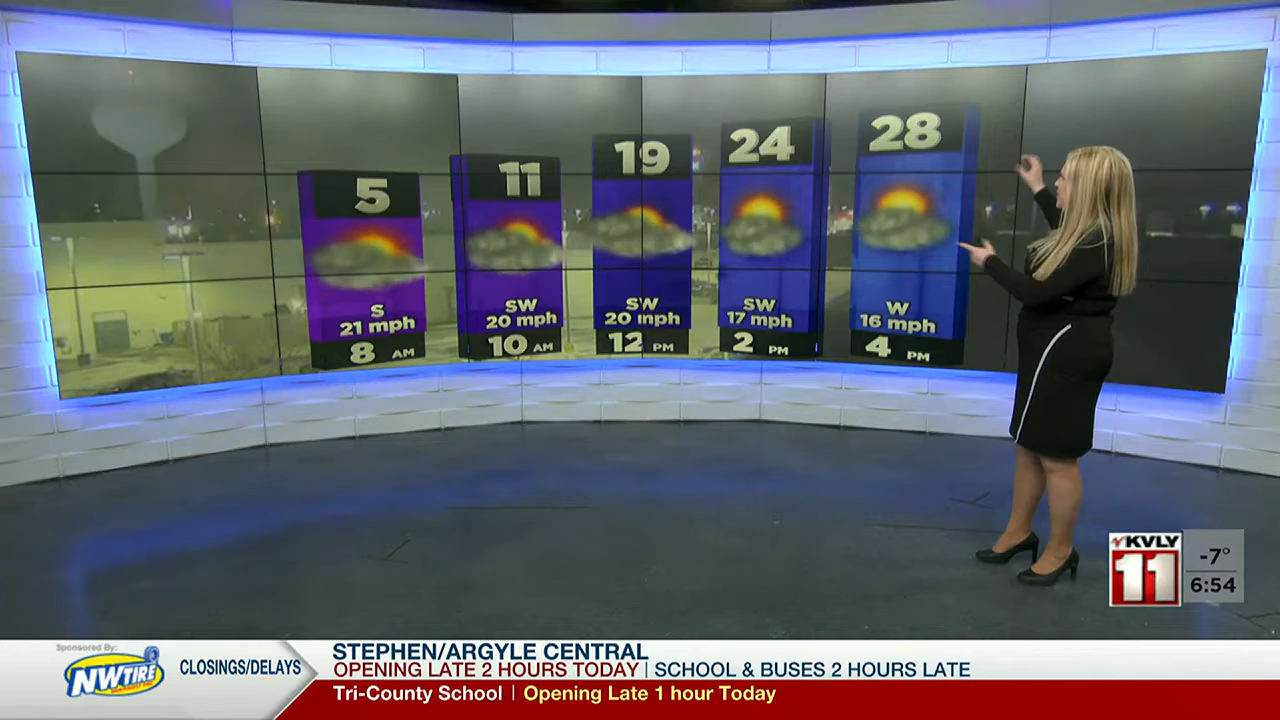 5
S
21 mph
8 AM
11
SW
20 mph
10 AM
19
SW
20 mph
12 PM
24
SW
17 mph
2 PM
28
W
16 mph
4 PM
KVLY
11
-7°
6:54
Sponsored By:
NW TIRE
CLOSINGS/DELAYS
STEPHEN/ARGYLE CENTRAL
OPENING LATE 2 HOURS TODAY | SCHOOL & BUSES 2 HOURS LATE
Tri-County School | Opening Late 1 hour Today